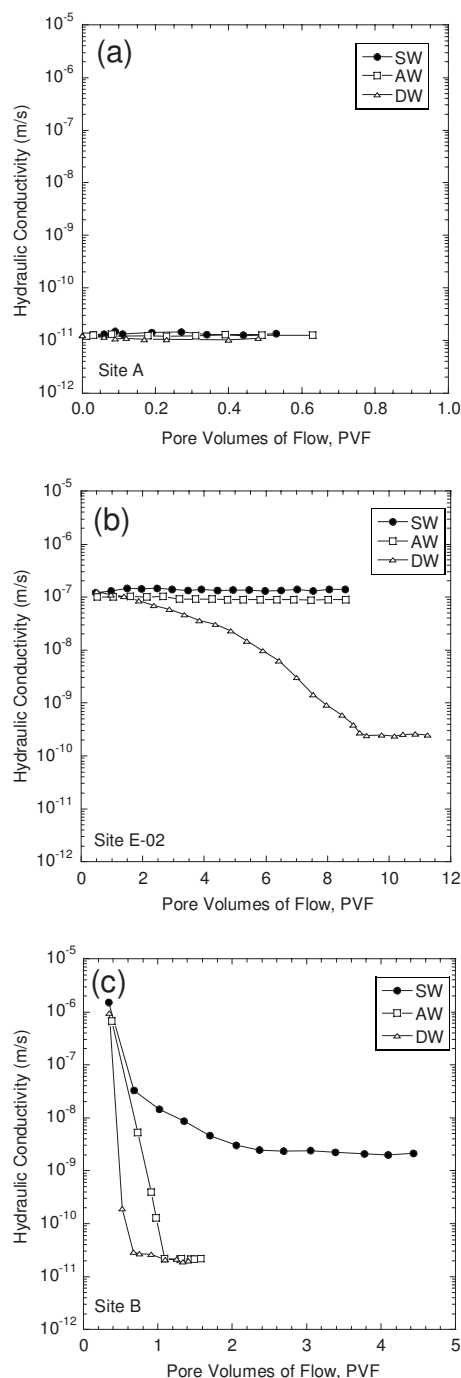 (a)
Hydraulic Conductivity (m/s)
10-5
10-6
10-7
10-8
10-9
10-10
10-11
10-12
SW
AW
DW
Site A
0.0 0.2 0.4 0.6 0.8 1.0
Pore Volumes of Flow, PVF
(b)
Hydraulic Conductivity (m/s)
10-5
10-6
10-7
10-8
10-9
10-10
10-11
10-12
SW
AW
DW
Site E-02
0 2 4 6 8 10 12
Pore Volumes of Flow, PVF
(c)
Hydraulic Conductivity (m/s)
10-5
10-6
10-7
10-8
10-9
10-10
10-11
10-12
SW
AW
DW
Site B
0 1 2 3 4 5
Pore Volumes of Flow, PVF